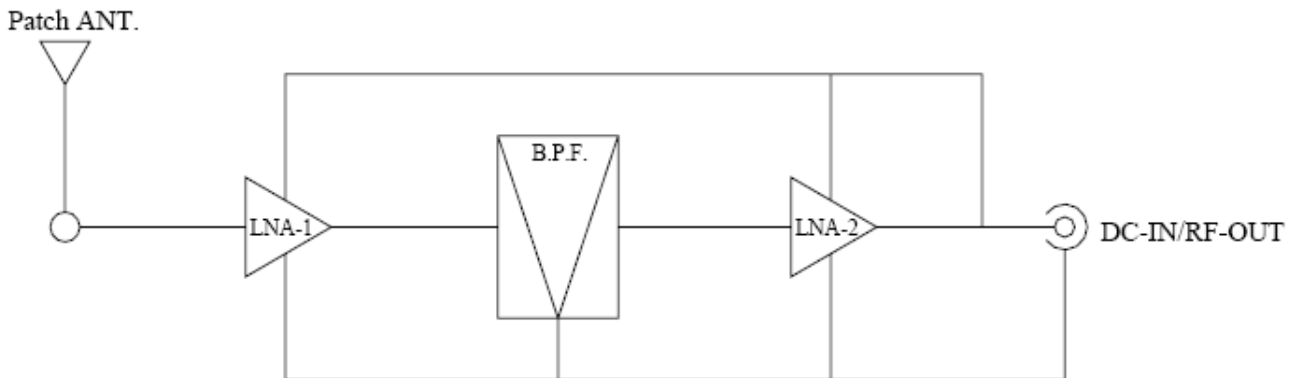 Patch ANT.
B.P.F.
LNA-1
LNA-2
DC-IN/RF-OUT